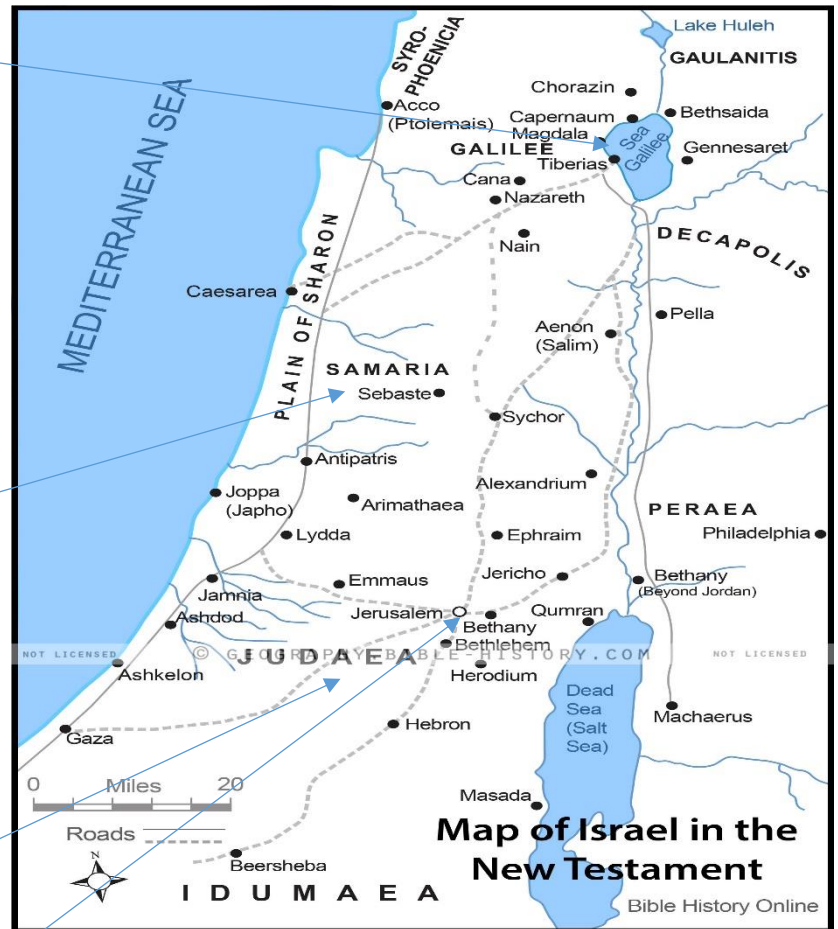 Lake Huleh
SYRO-
PHOENICIA
GAULANITIS
Chorazin
Acco
(Ptolemais)
Capernaum
Bethsaida
Magdala
Sea
Galilee
GALILEE
Gennesaret
Tiberias
Cana
Nazareth
MEDITERRANEAN SEA
Nain
DECAPOLIS
PLAIN OF SHARON
Caesarea
Pella
Aenon
(Salim)
SAMARIA
Sebaste
Sychor
Antipatris
Alexandrium
Joppa
(Japho)
Arimathaea
PERAEA
Lydda
Ephraim
Philadelphia
Jamnia
Emmaus
Jericho
Bethany
(Beyond Jordan)
Ashdod
Jerusalem
Qumran
Bethany
Bethlehem
NOT LICENSED
© GEOGRAPHY BIBLE-HISTORY.COM
NOT LICENSED
JUDAEA
Ashkelon
Herodium
Dead
Sea
(Salt
Sea)
Machaerus
Gaza
Hebron
0 Miles 20
Masada
Roads
Map of Israel in the
New Testament
N
Beersheba
IDUMAEA
Bible History Online